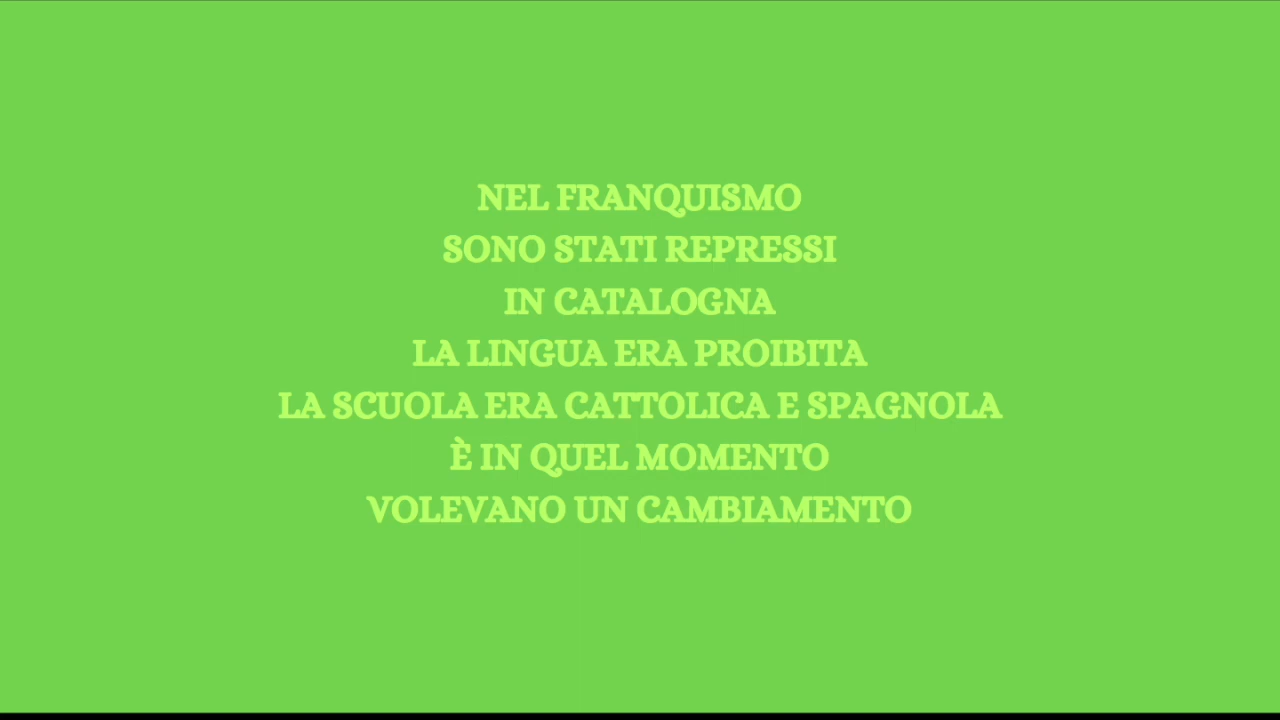 NEL FRANQUISMO
SONO STATI REPRESSI
IN CATALOGNA
LA LINGUA ERA PROIBITA
LA SCUOLA ERA CATTOLICA E SPAGNOLA
È IN QUEL MOMENTO
VOLEVANO UN CAMBIAMENTO